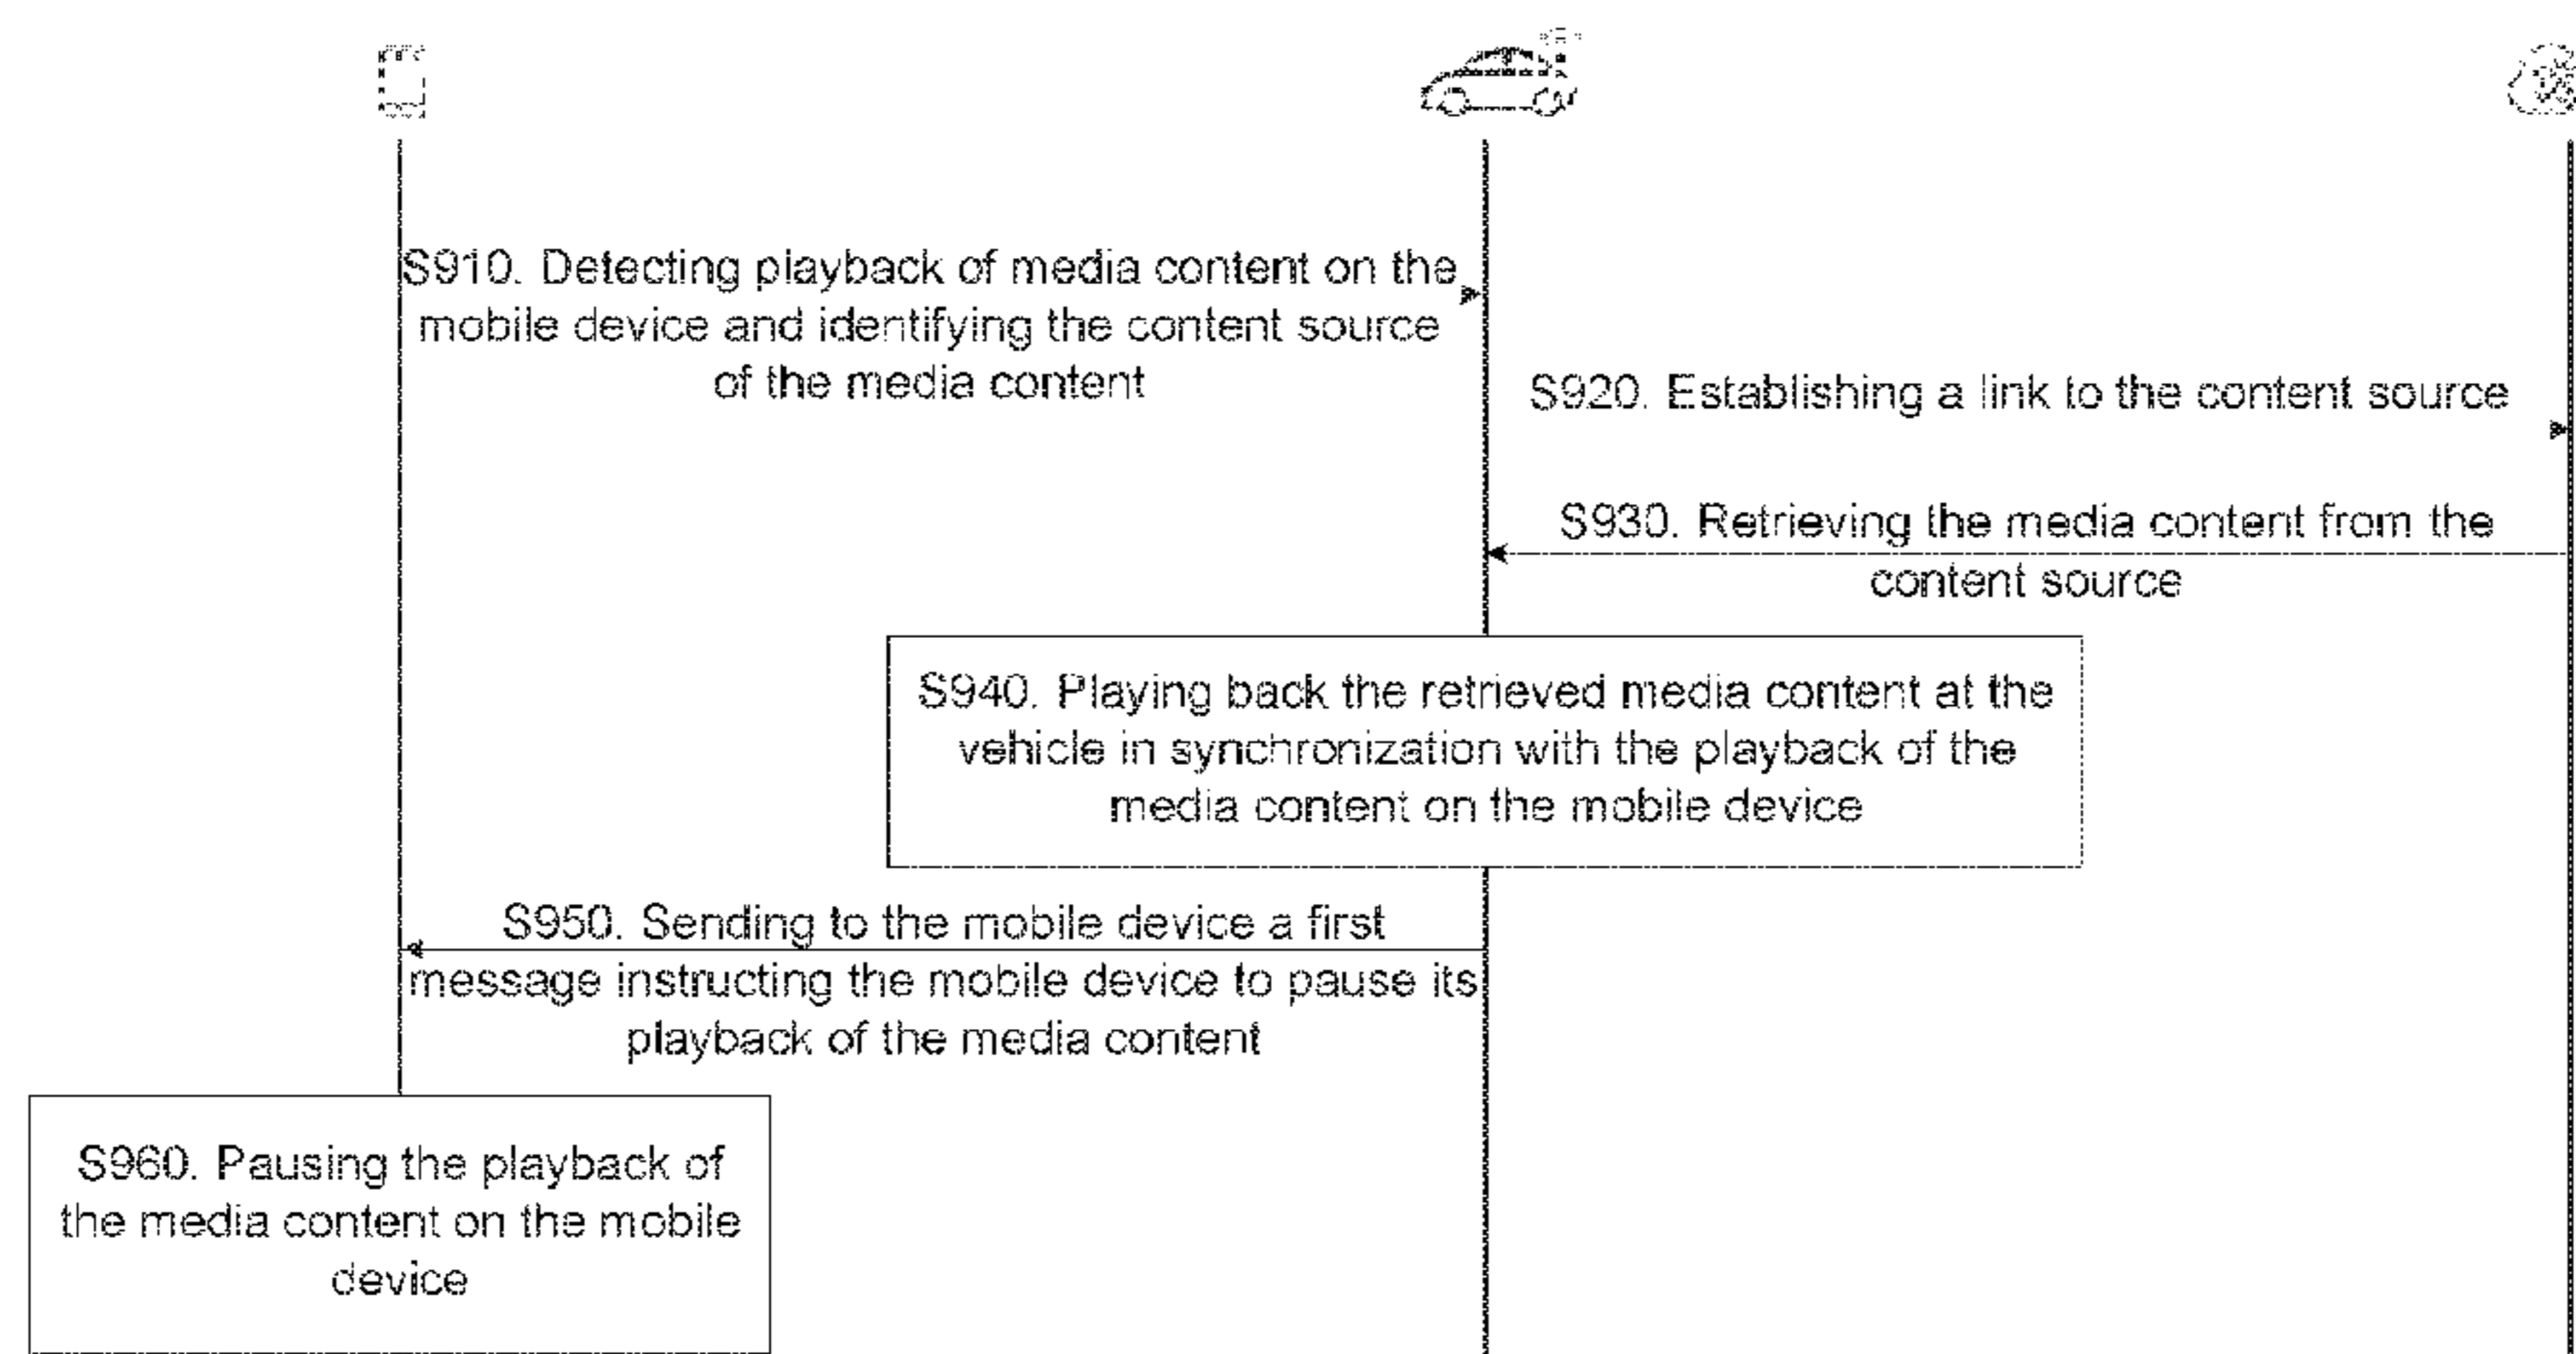 S910. Detecting playback of media content on the
mobile device and identifying the content source
of the media content
S920. Establishing a link to the content source
S930. Retrieving the media content from the
content source
S940. Playing back the retrieved media content at the
vehicle in synchronization with the playback of the
media content on the mobile device
S950. Sending to the mobile device a first
message instructing the mobile device to pause its
playback of the media content
S960. Pausing the playback of
the media content on the mobile
device